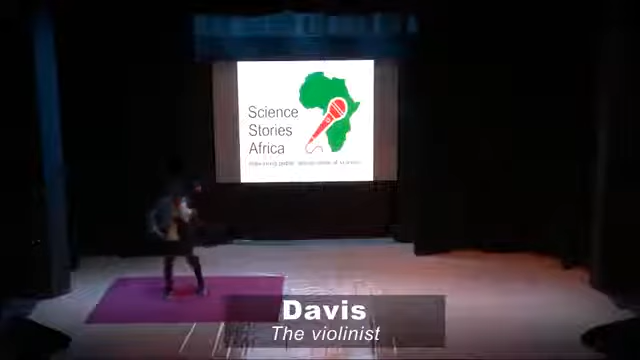 Science
Stories
Africa
Davis
The violinist